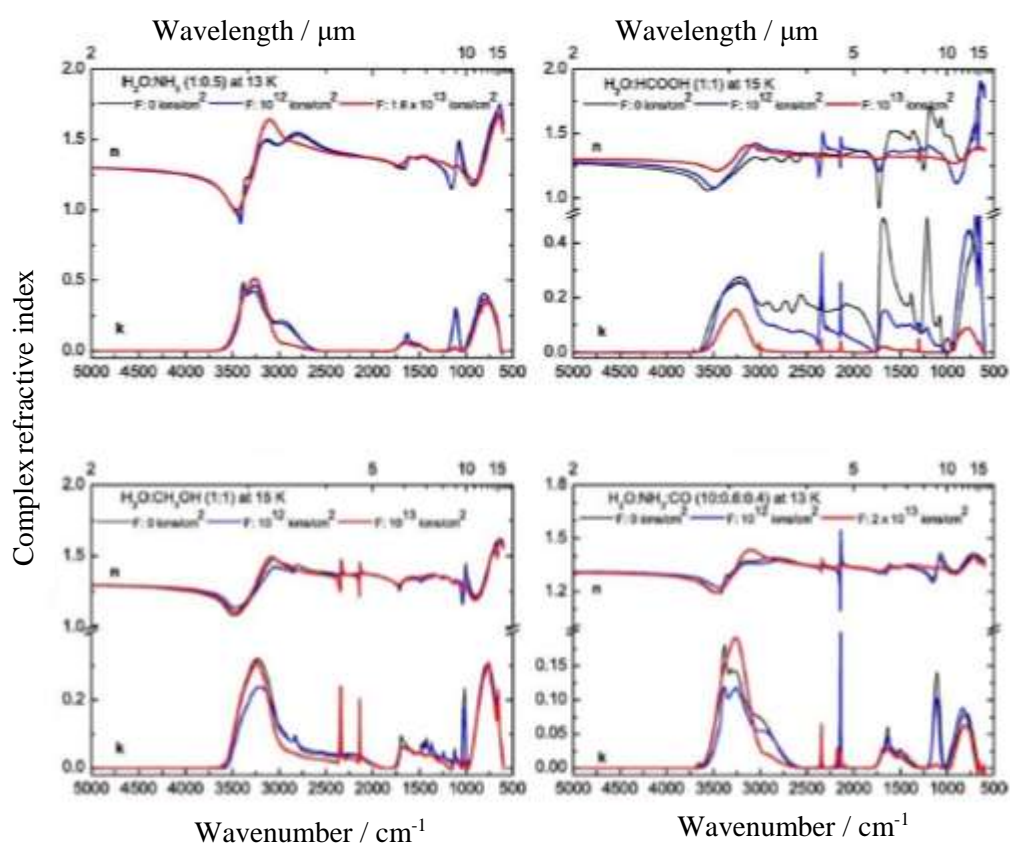 Wavelength / μm
Wavelength / μm
2 5 10 15
2 5 10 15
H2O:NH3 (1:0.5) at 13 K
F: 0 ions/cm2 F: 10^12 ions/cm2 F: 1.8 x 10^13 ions/cm2
H2O:HCOOH (1:1) at 15 K
F: 0 ions/cm2 F: 10^12 ions/cm2 F: 10^13 ions/cm2
2.0
1.5
n
1.0
0.5
k
0.0
2.0
1.5
n
1.0
0.4
0.2
k
0.0
5000 4500 4000 3500 3000 2500 2000 1500 1000 500
5000 4500 4000 3500 3000 2500 2000 1500 1000 500
Complex refractive index
2 5 10 15
2 5 10 15
H2O:CH3OH (1:1) at 15 K
F: 0 ions/cm2 F: 10^12 ions/cm2 F: 10^13 ions/cm2
H2O:NH3:CO (10:0.6:0.4) at 13 K
F: 0 ions/cm2 F: 10^12 ions/cm2 F: 2 x 10^13 ions/cm2
2.0
1.5
n
1.0
0.2
k
0.0
1.8
1.5
n
1.2
0.15
0.10
0.05
k
0.00
5000 4500 4000 3500 3000 2500 2000 1500 1000 500
5000 4500 4000 3500 3000 2500 2000 1500 1000 500
Wavenumber / cm-1
Wavenumber / cm-1